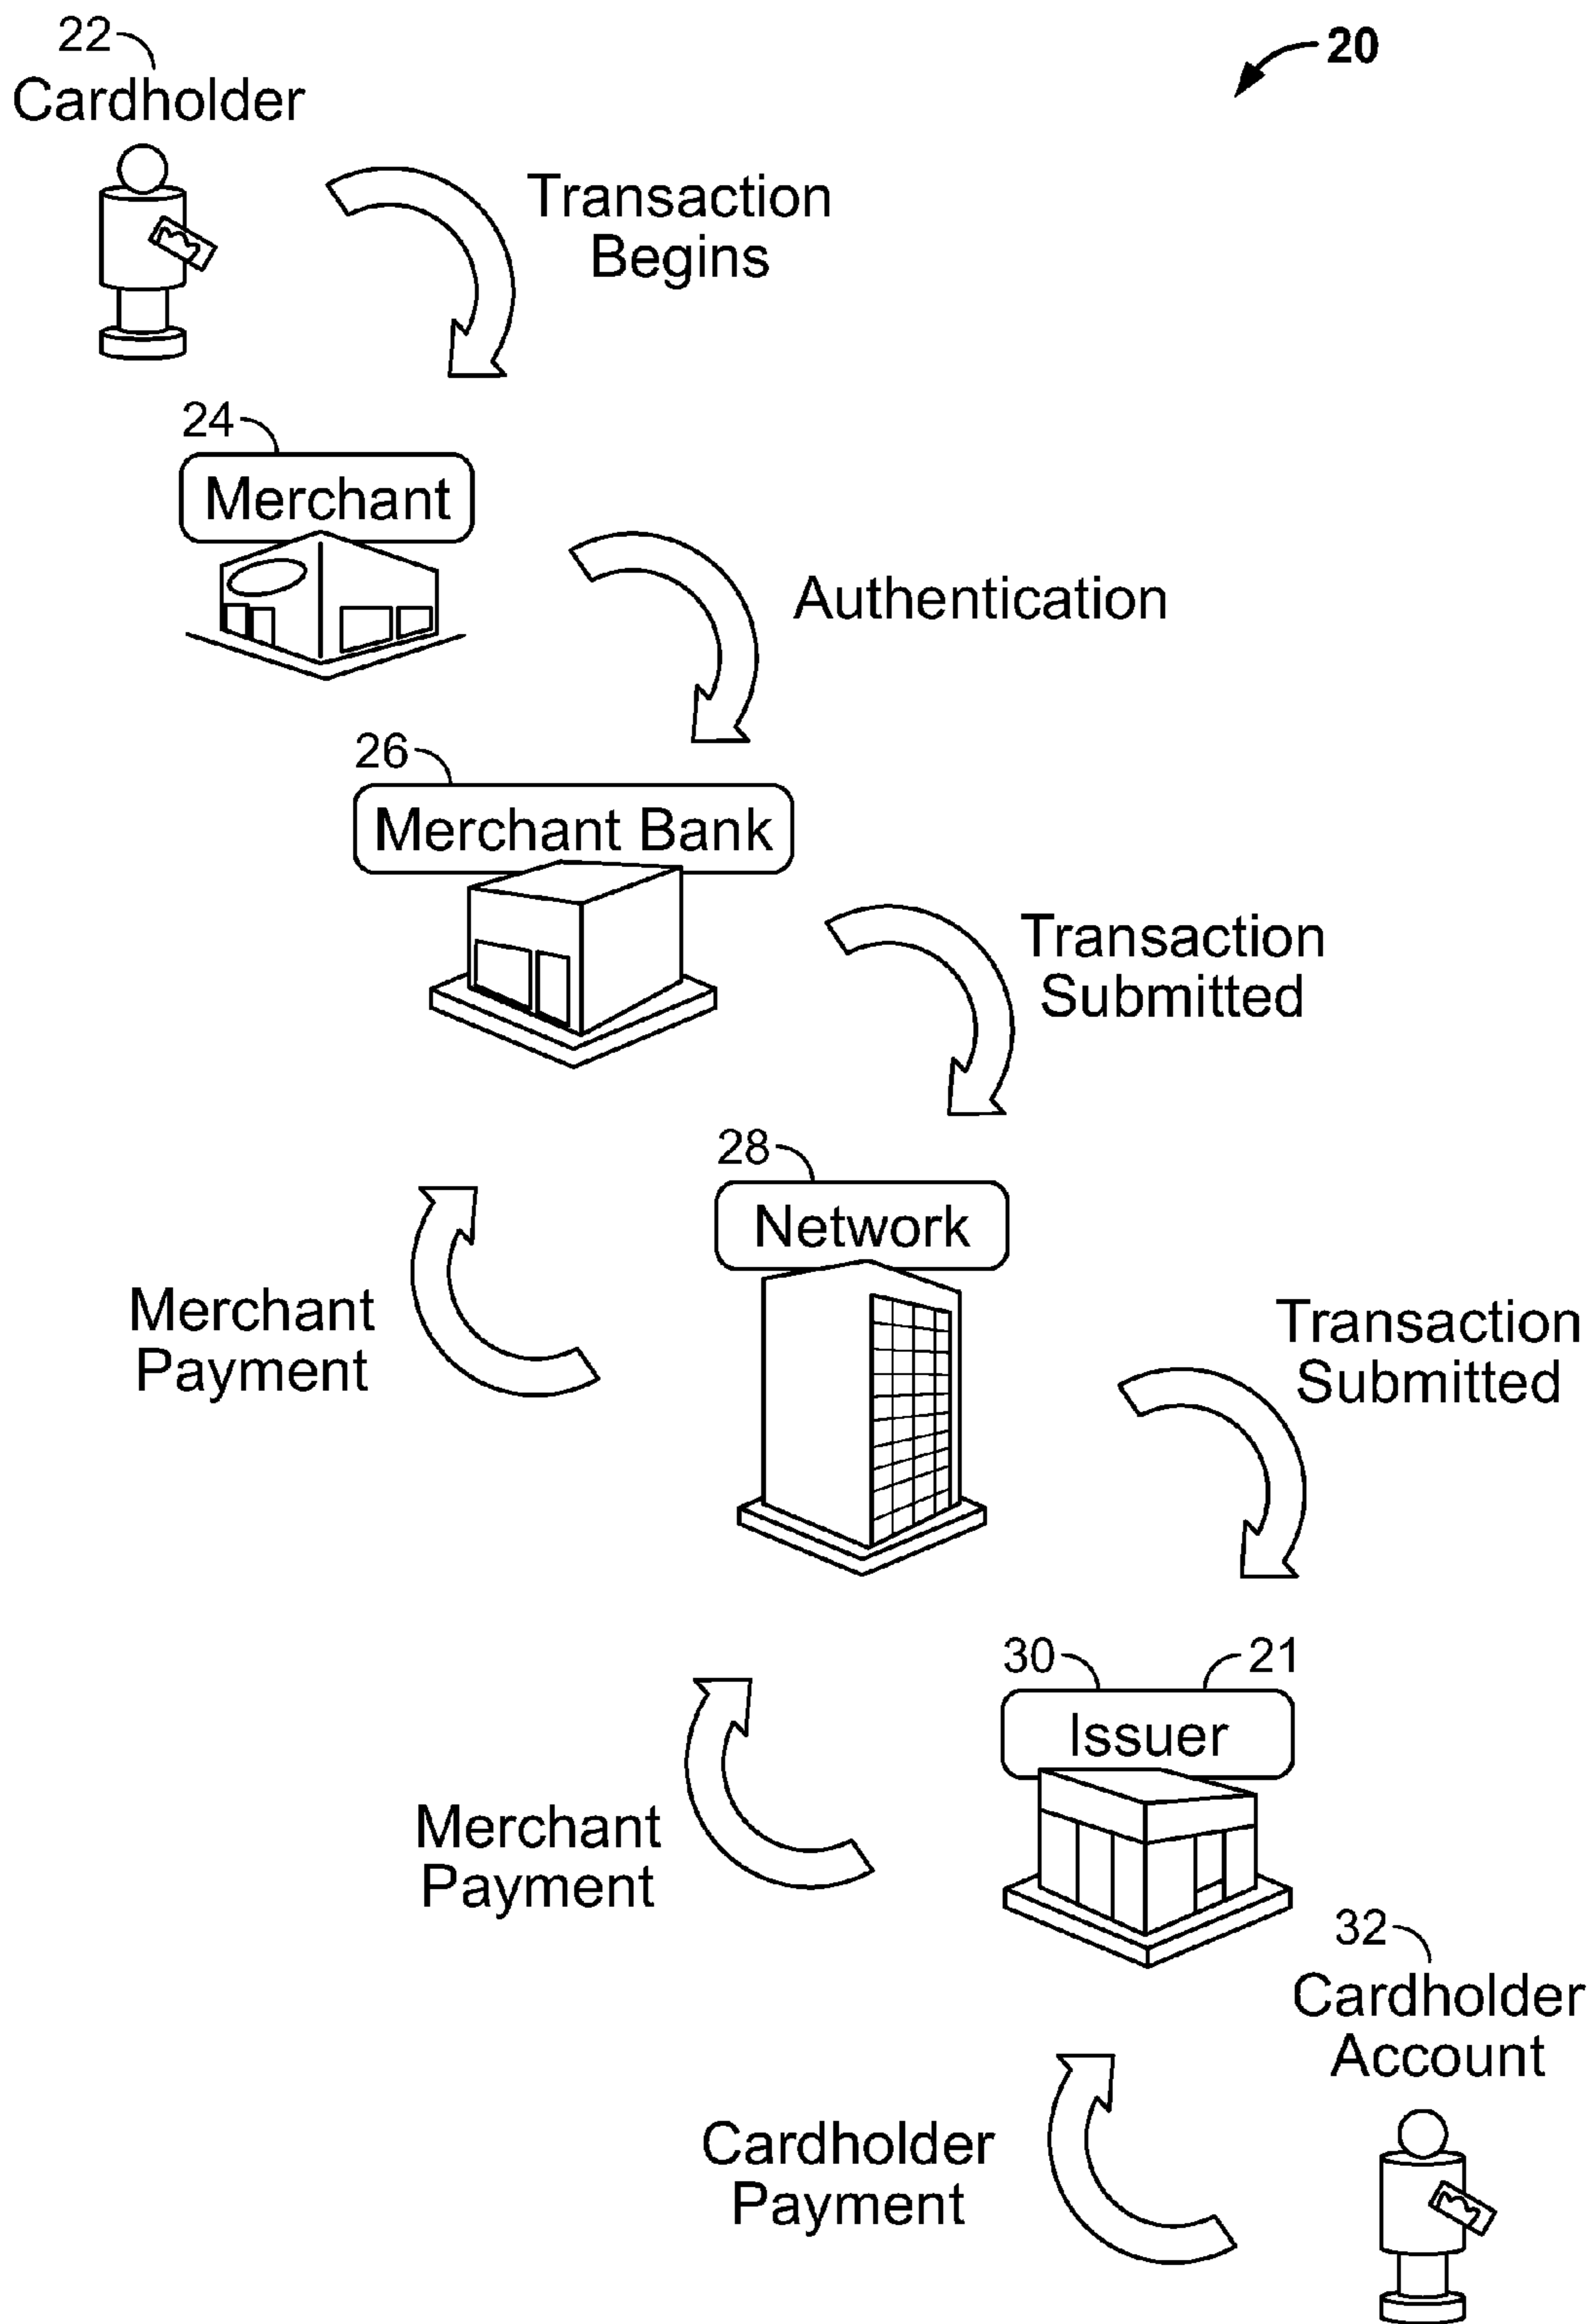 22
Cardholder
20
Transaction
Begins
24
Merchant
Authentication
26
Merchant Bank
Transaction
Submitted
28
Network
Merchant
Payment
Transaction
Submitted
30
21
Issuer
Merchant
Payment
32
Cardholder
Account
Cardholder
Payment